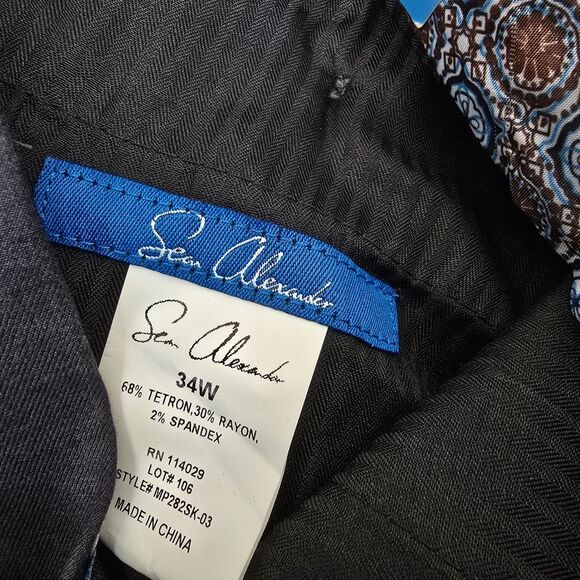 Sean Alexander
Sean Alexander
34W
68% TETRON,30% RAYON,
2% SPANDEX
RN 114029
LOT# 106
STYLE# MP282SK-03
MADE IN CHINA